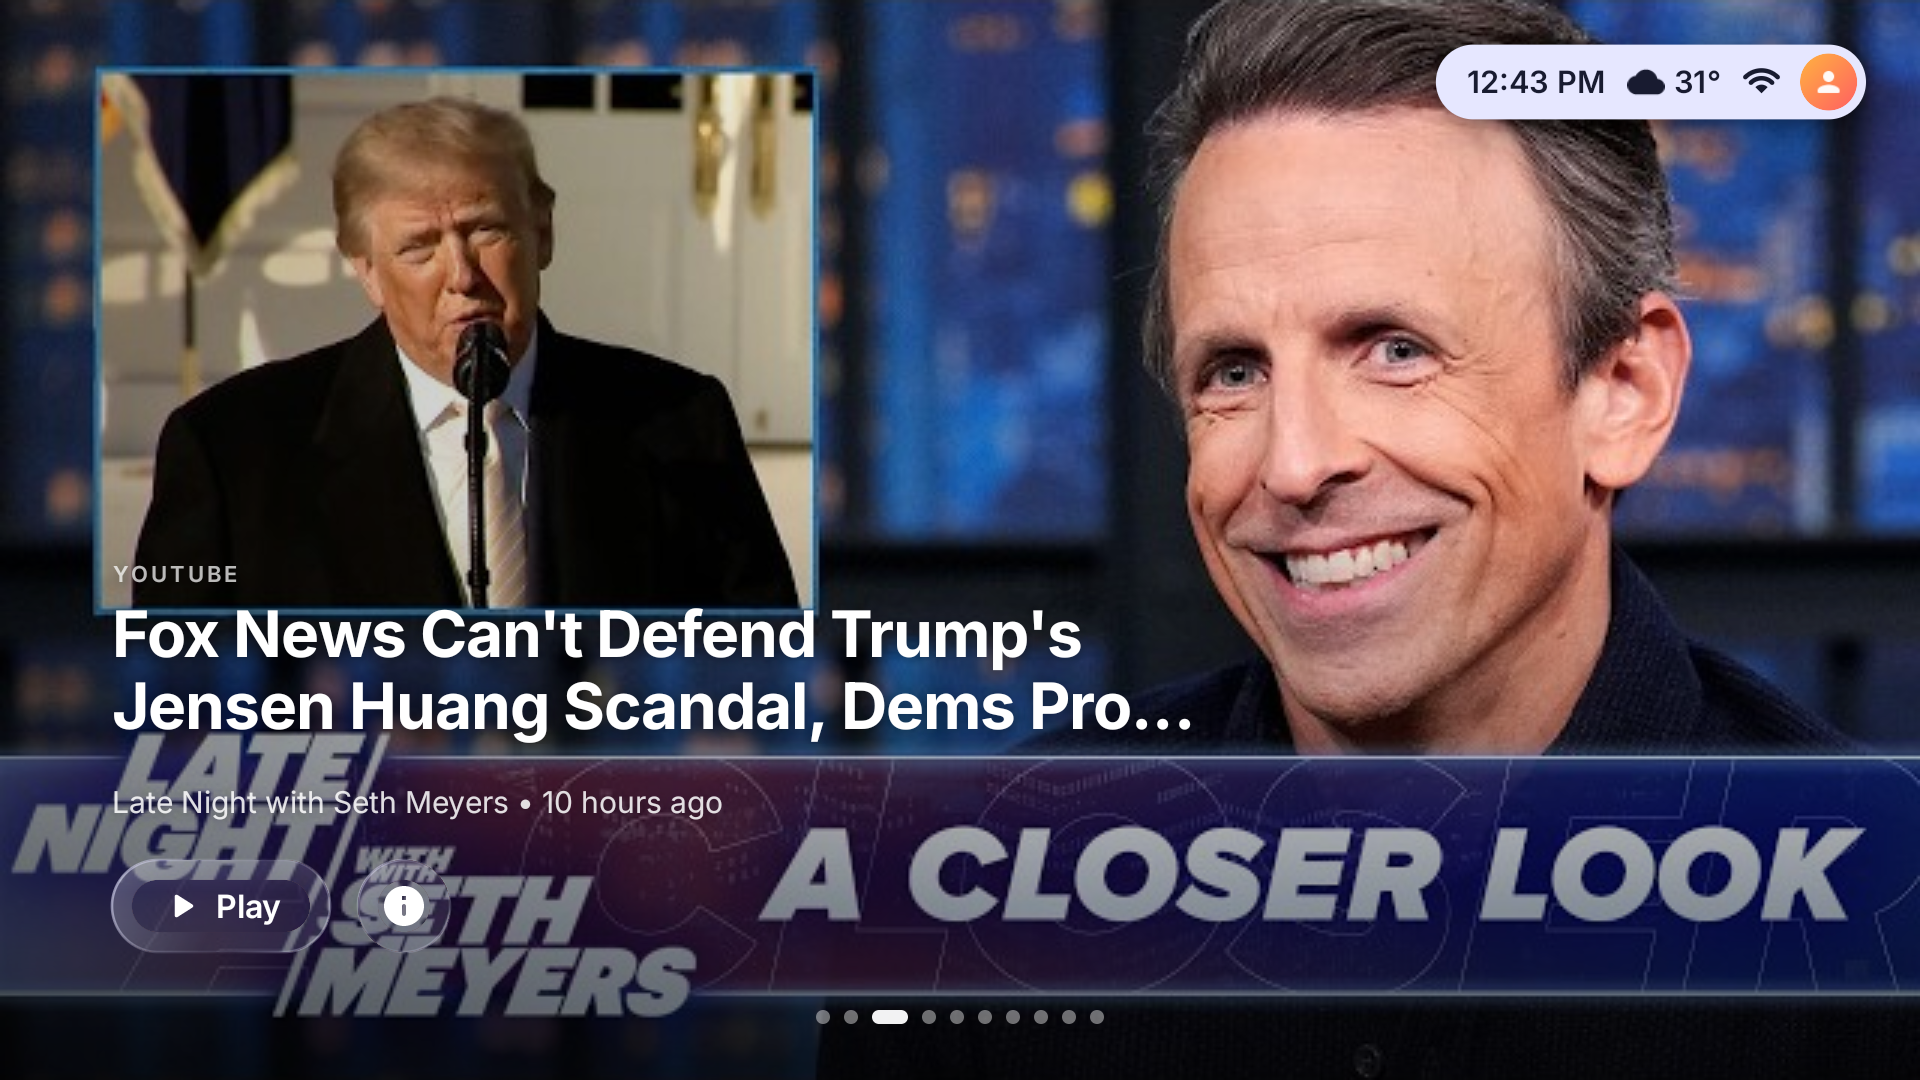 12:43 PM 31°
YOUTUBE
Fox News Can't Defend Trump's
Jensen Huang Scandal, Dems Pro...
Late Night with Seth Meyers • 10 hours ago
Play
LATE
NIGHT
WITH
SETH
MEYERS
A CLOSER LOOK
CLOSER